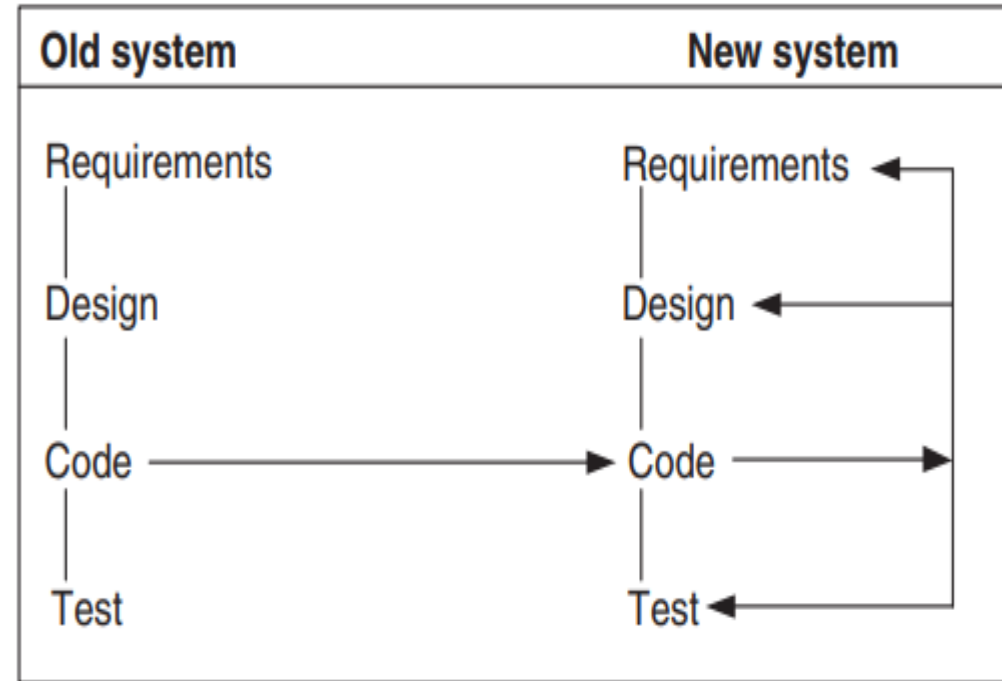 Old system New system
Requirements Requirements
Design Design
Code Code
Test Test